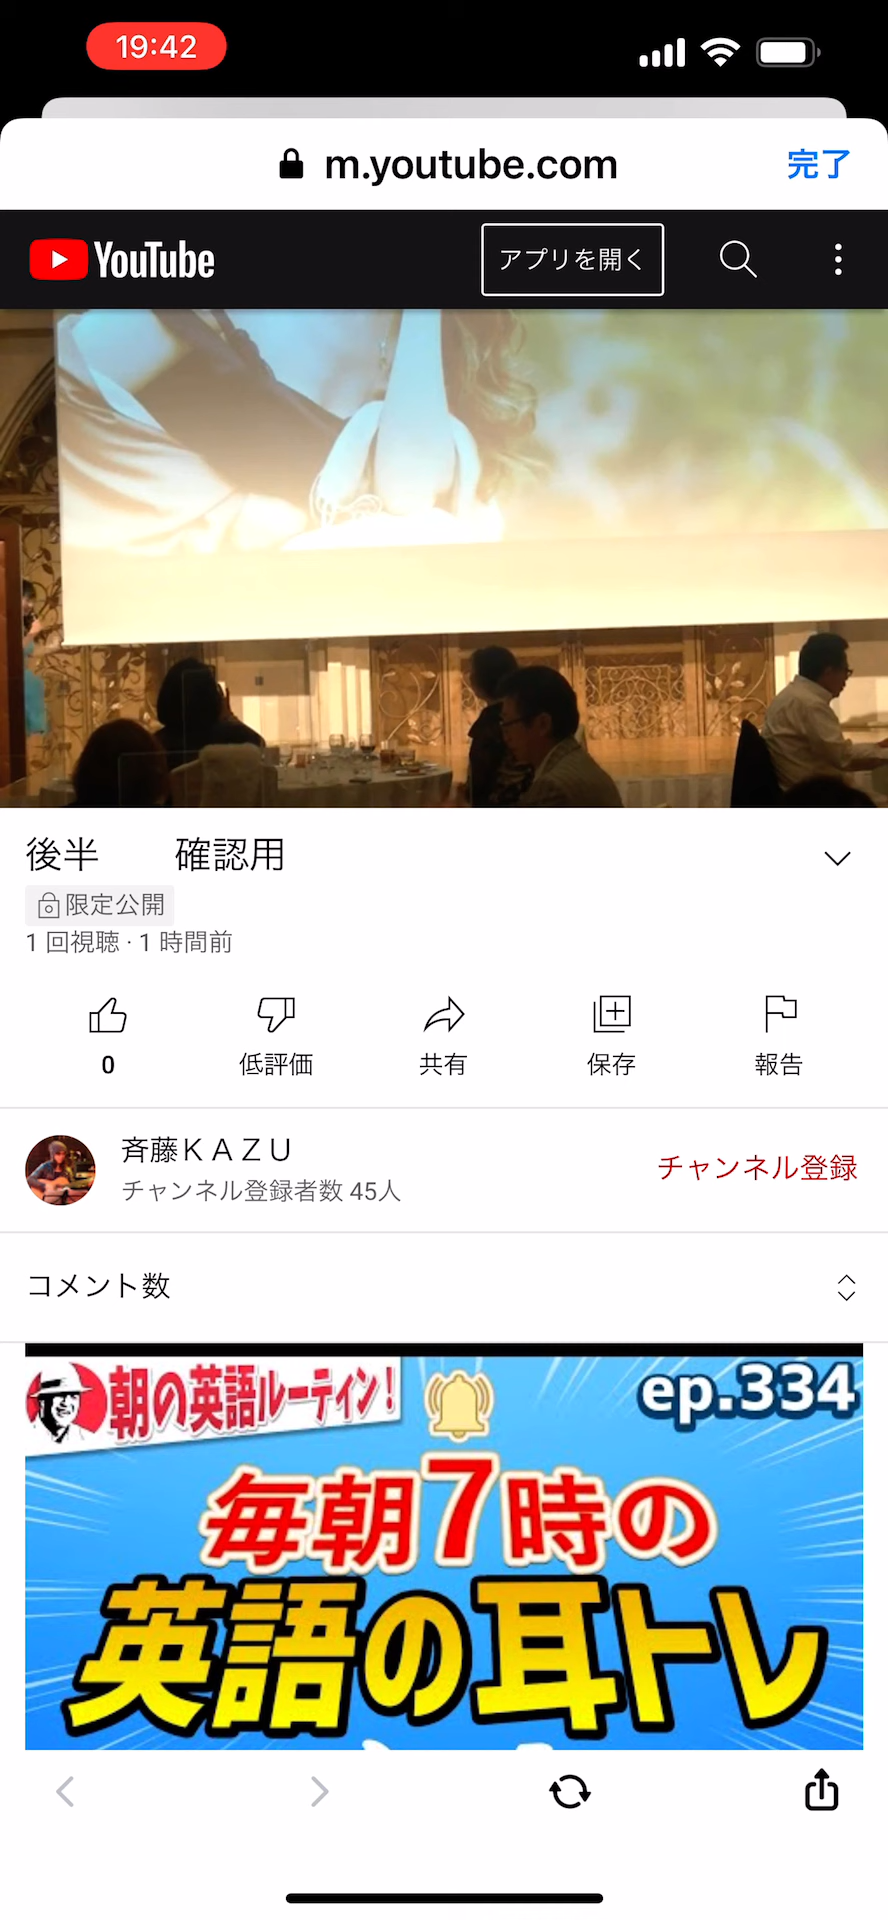 19:42
m.youtube.com
完了
YouTube
アプリを開く
後半　　確認用
限定公開
1 回視聴 · 1 時間前
0
低評価
共有
保存
報告
斉藤ＫＡＺＵ
チャンネル登録者数 45人
チャンネル登録
コメント数
朝の英語ルーティン！
ep.334
毎朝7時の
英語の耳トレ